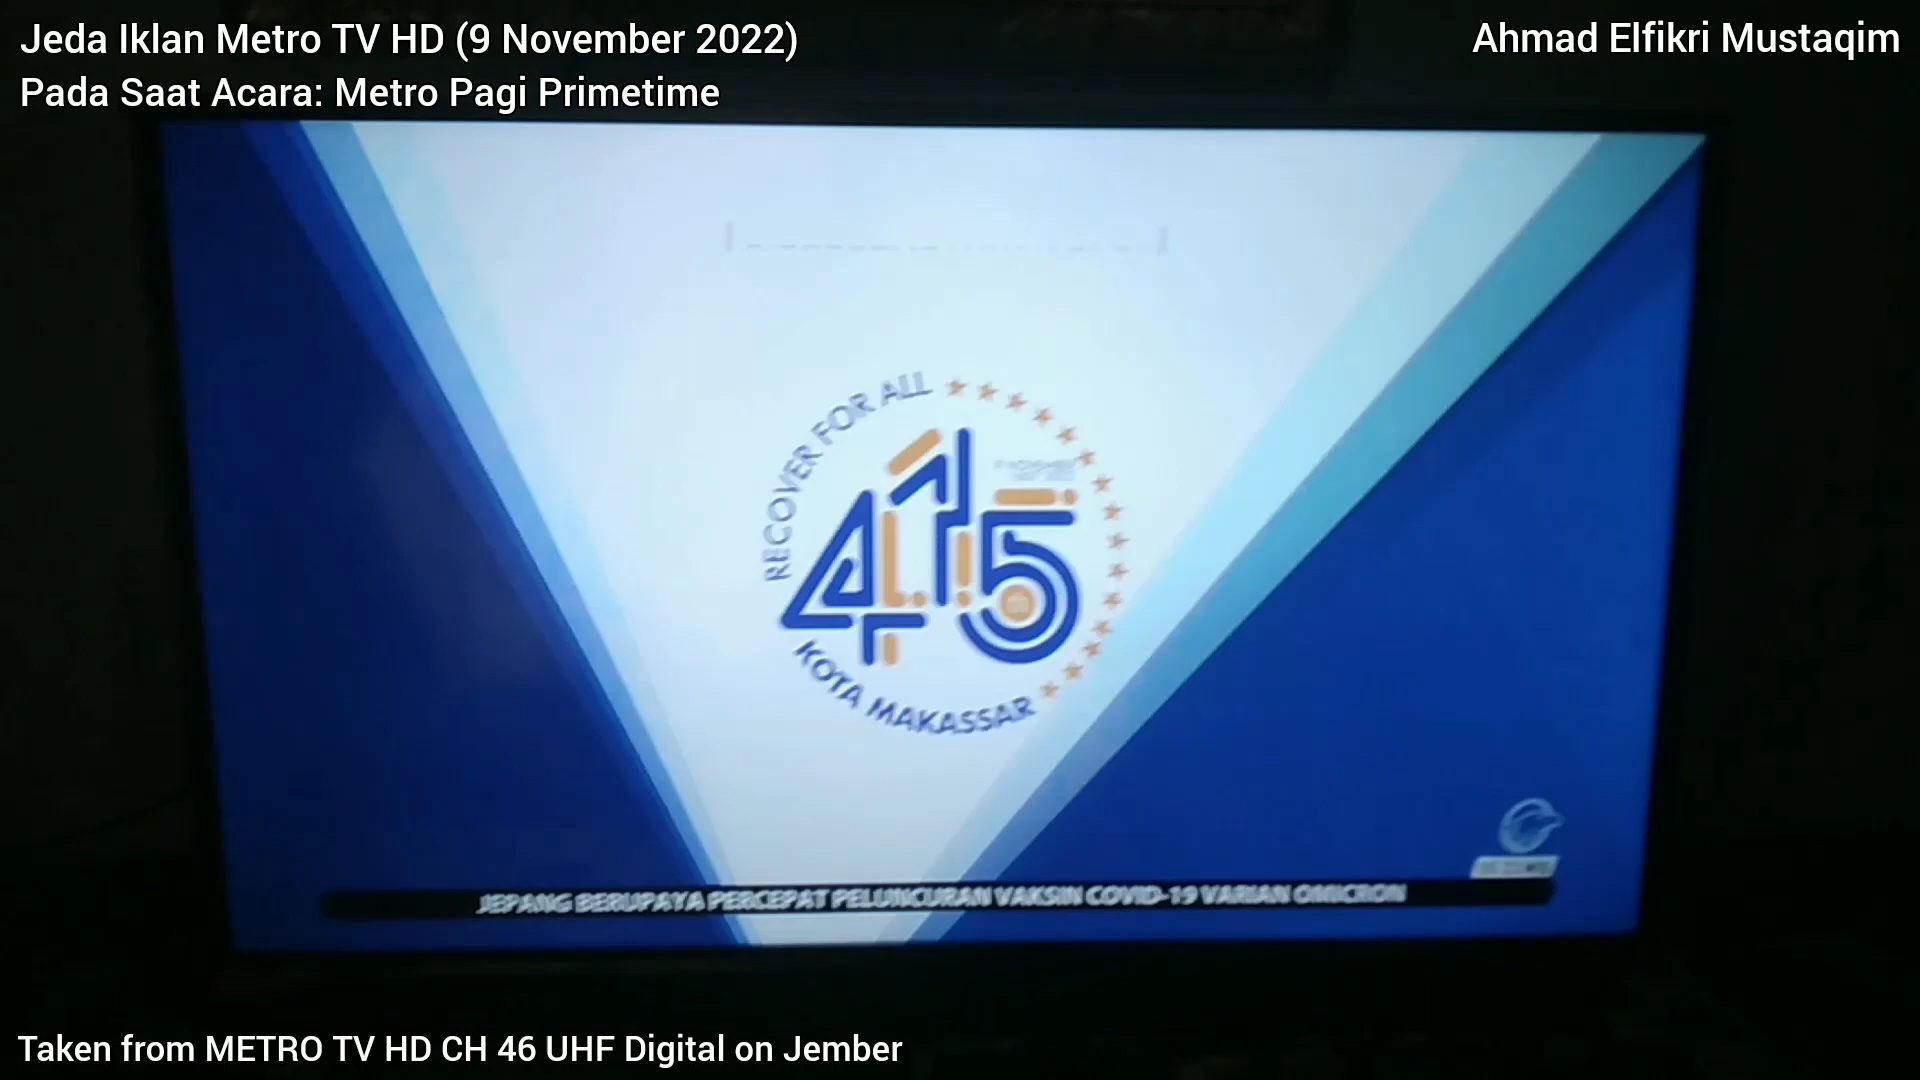 Jeda Iklan Metro TV HD (9 November 2022)
Pada Saat Acara: Metro Pagi Primetime
Ahmad Elfikri Mustaqim
RECOVER FOR ALL
415
KOTA MAKASSAR
JEPANG BERUPAYA PERCEPAT PELUNCURAN VAKSIN COVID-19 VARIAN OMICRON
Taken from METRO TV HD CH 46 UHF Digital on Jember